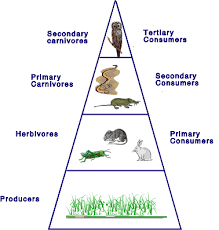 Secondary
carnivores
Tertiary
Consumers
Primary
Carnivores
Secondary
Consumers
Herbivores
Primary
Consumers
Producers